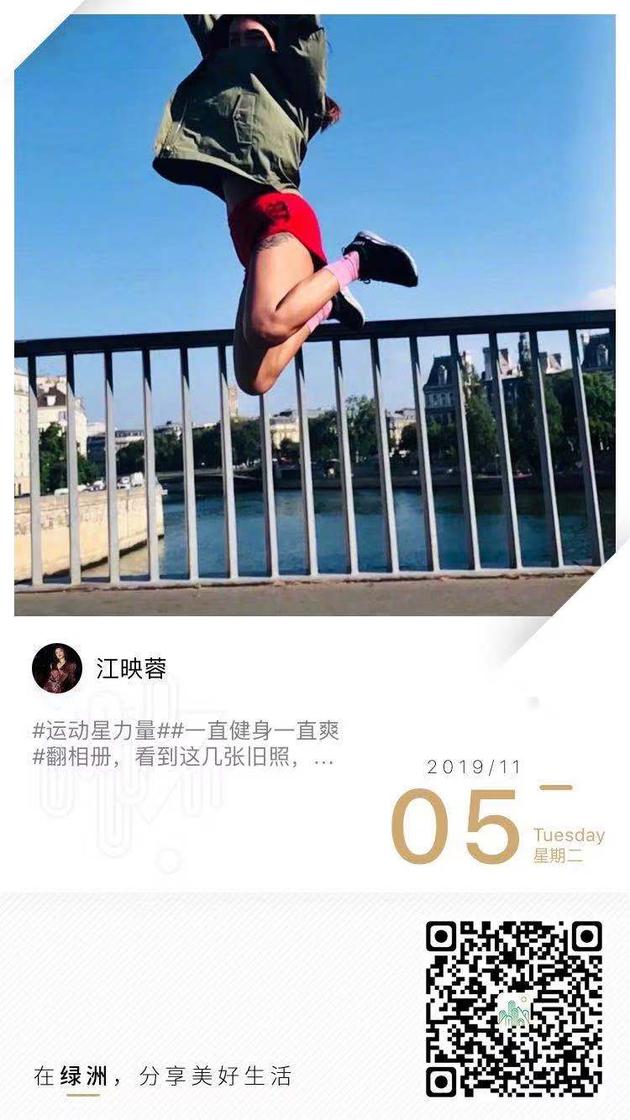 江映蓉
#运动星力量##一直健身一直爽
#翻相册，看到这几张旧照，...
2019/11
05
Tuesday
星期二
在绿洲，分享美好生活